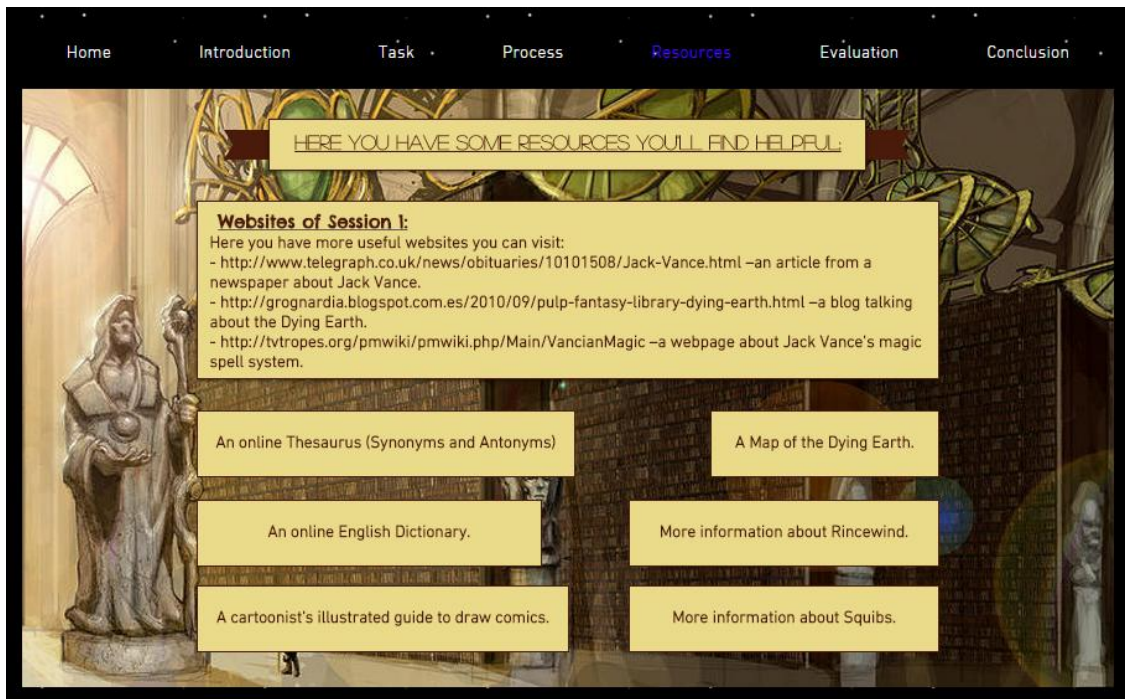 Home Introduction Task Process Resources Evaluation Conclusion
HERE YOU HAVE SOME RESOURCES YOU'LL FIND HELPFUL:
Websites of Session 1:
Here you have more useful websites you can visit:
- http://www.telegraph.co.uk/news/obituaries/10101508/Jack-Vance.html –an article from a
newspaper about Jack Vance.
- http://grognardia.blogspot.com.es/2010/09/pulp-fantasy-library-dying-earth.html –a blog talking
about the Dying Earth.
- http://tvtropes.org/pmwiki/pmwiki.php/Main/VancianMagic –a webpage about Jack Vance's magic
spell system.
An online Thesaurus (Synonyms and Antonyms)
A Map of the Dying Earth.
An online English Dictionary.
More information about Rincewind.
A cartoonist's illustrated guide to draw comics.
More information about Squibs.